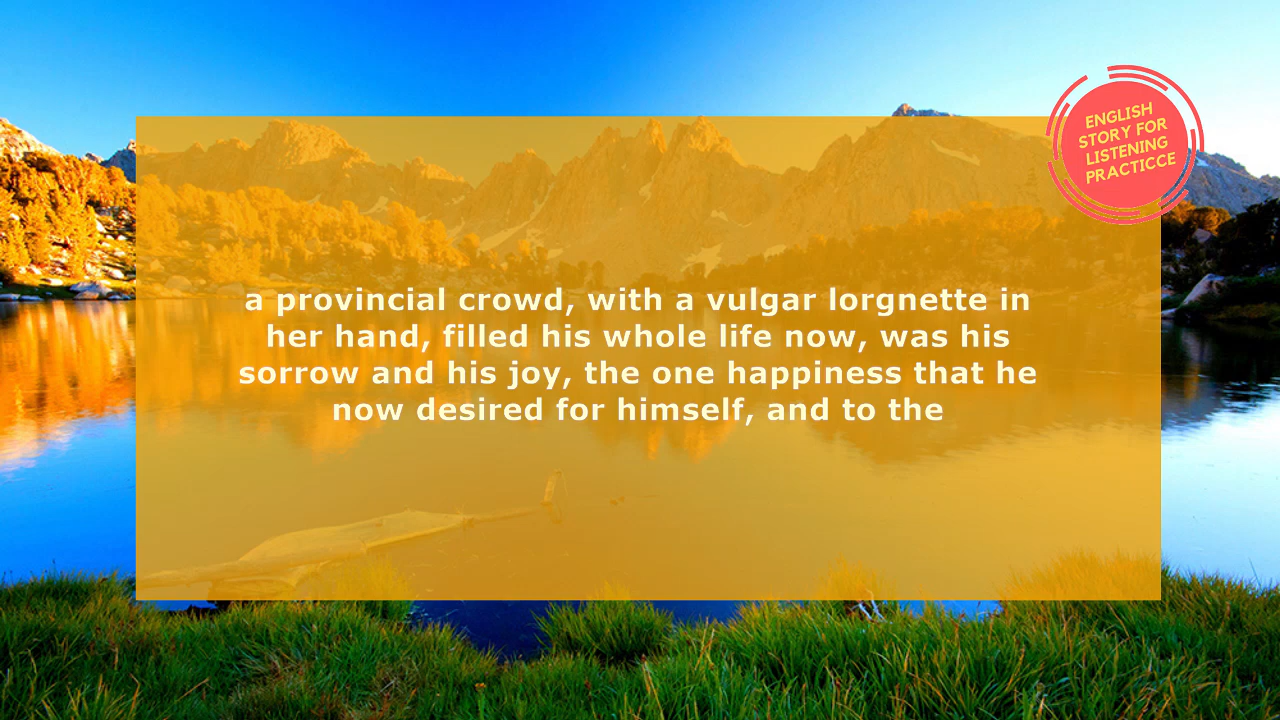 ENGLISH
STORY FOR
LISTENING
PRACTICCE
a provincial crowd, with a vulgar lorgnette in
her hand, filled his whole life now, was his
sorrow and his joy, the one happiness that he
now desired for himself, and to the